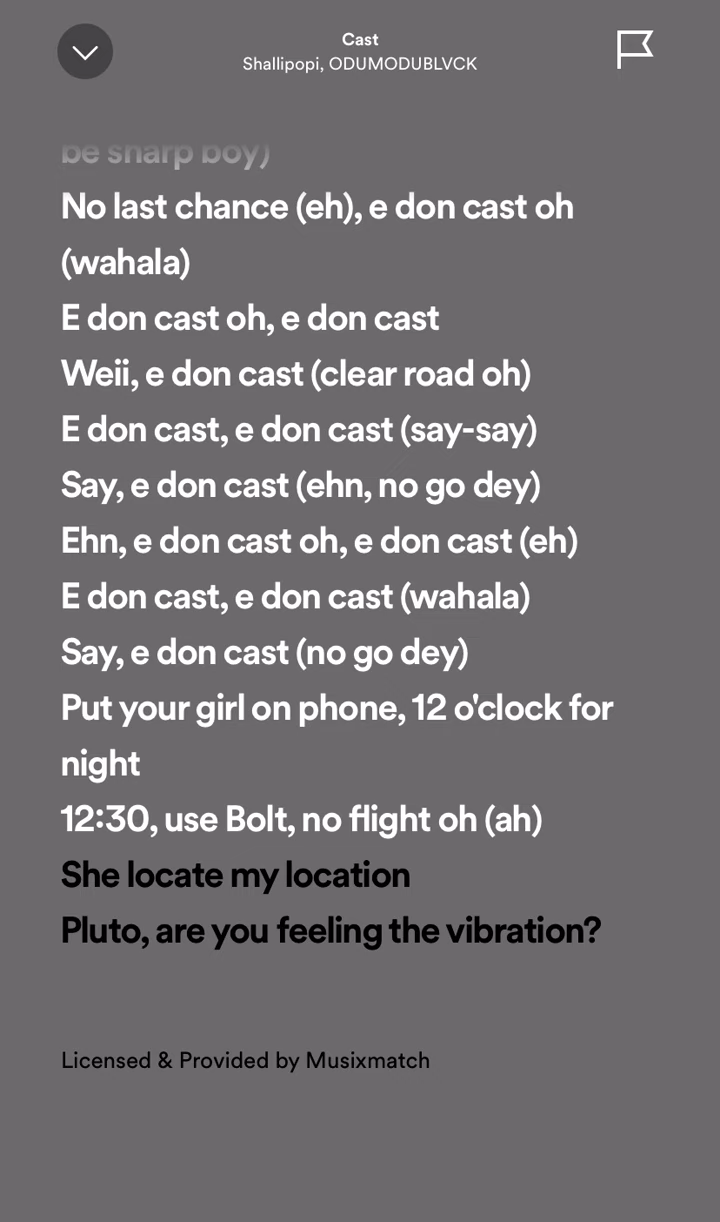 Cast
Shallipopi, ODUMODUBLVCK
be sharp boy)
No last chance (eh), e don cast oh
(wahala)
E don cast oh, e don cast
Weii, e don cast (clear road oh)
E don cast, e don cast (say-say)
Say, e don cast (ehn, no go dey)
Ehn, e don cast oh, e don cast (eh)
E don cast, e don cast (wahala)
Say, e don cast (no go dey)
Put your girl on phone, 12 o'clock for
night
12:30, use Bolt, no flight oh (ah)
She locate my location
Pluto, are you feeling the vibration?
Licensed & Provided by Musixmatch